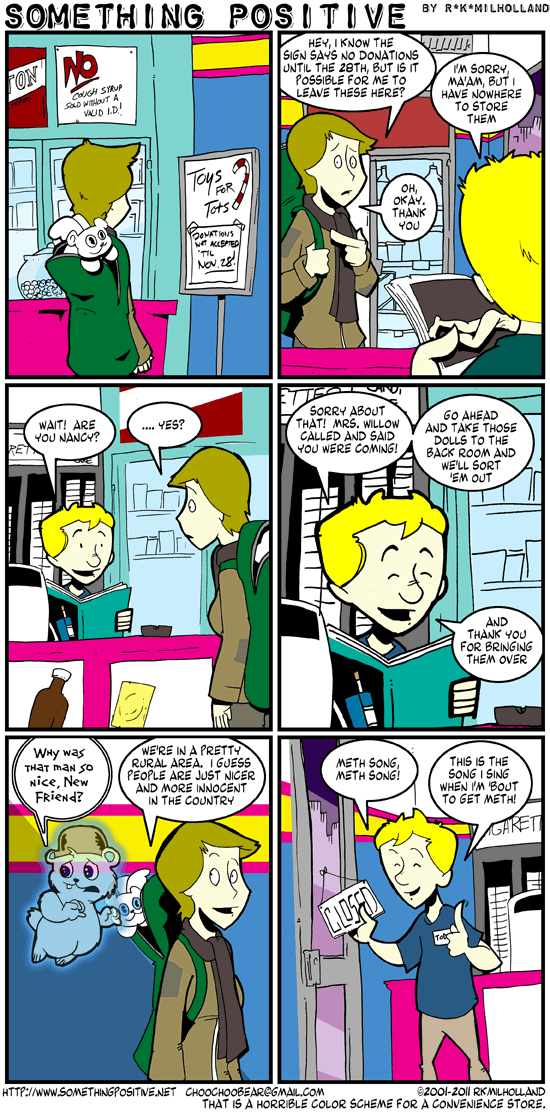 SOMETHING POSITIVE
BY R*K*MILHOLLAND
TON
NO
COUGH SYRUP
SOLD WITHOUT A
VALID I.D.!
TOYS
FOR
TOTS
DONATIONS
NOT ACCEPTED
'TIL
NOV. 28!
HEY, I KNOW THE
SIGN SAYS NO DONATIONS
UNTIL THE 28TH, BUT IS IT
POSSIBLE FOR ME TO
LEAVE THESE HERE?
I'M SORRY,
MA'AM, BUT I
HAVE NOWHERE
TO STORE
THEM
OH,
OKAY.
THANK
YOU
WAIT! ARE
YOU NANCY?
.... YES?
SORRY ABOUT
THAT! MRS. WILLOW
CALLED AND SAID
YOU WERE COMING!
GO AHEAD
AND TAKE THOSE
DOLLS TO THE
BACK ROOM AND
WE'LL SORT
'EM OUT
AND
THANK YOU
FOR BRINGING
THEM OVER
WHY WAS
THAT MAN SO
NICE, NEW
FRIEND?
WE'RE IN A PRETTY
RURAL AREA. I GUESS
PEOPLE ARE JUST NICER
AND MORE INNOCENT
IN THE COUNTRY
METH SONG,
METH SONG!
THIS IS THE
SONG I SING
WHEN I'M 'BOUT
TO GET METH!
IGARETT
HTTP://WWW.SOMETHINGPOSITIVE.NET CHOOCHOOBEAR@GMAIL.COM
©2001-2011 RKMILHOLLAND
THAT IS A HORRIBLE COLOR SCHEME FOR A CONVENIENCE STORE.